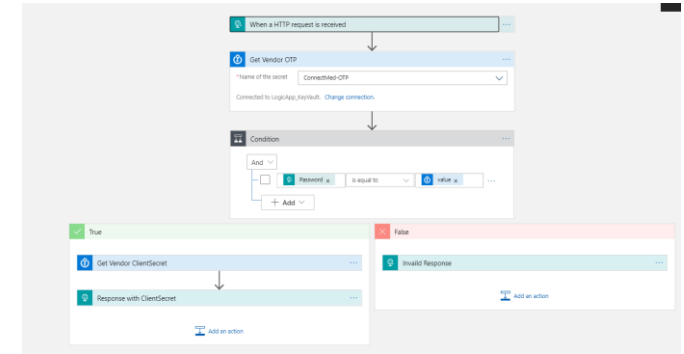 When a HTTP request is received
Get Vendor OTP
*Name of the secret
ConnectMed-OTP
Connected to LogicApp_KeyVault. Change connection.
Condition
And
Password x is equal to value x
+ Add
True
False
Get Vendor ClientSecret
Invaild Response
Response with ClientSecret
Add an action
Add an action